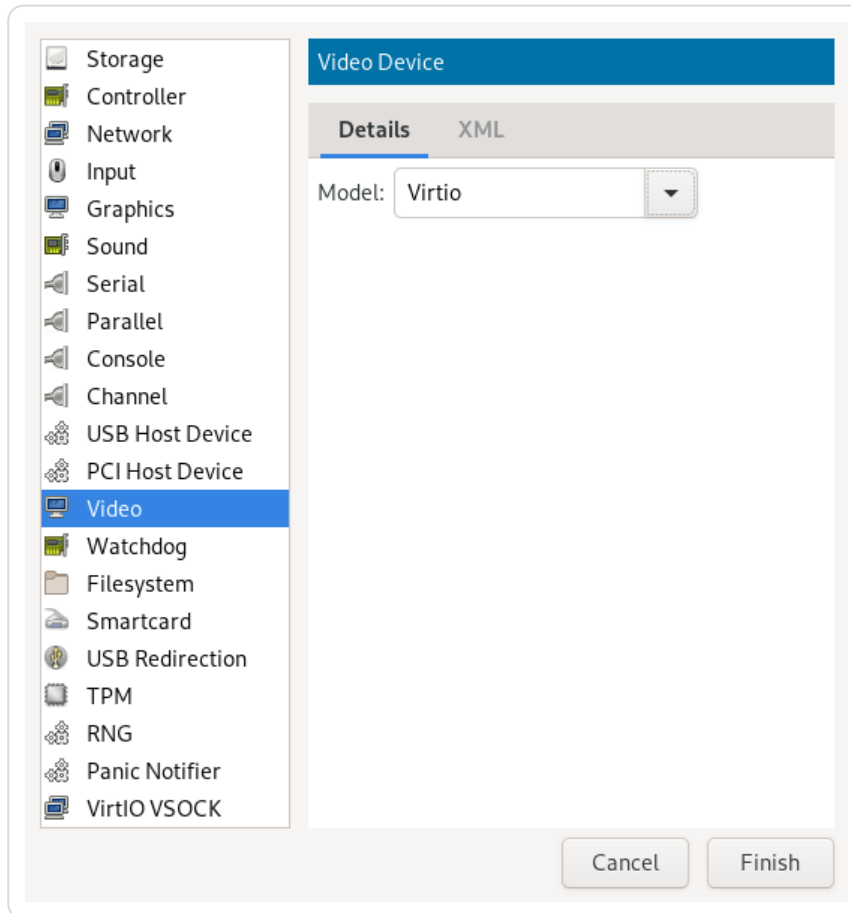 Storage
Controller
Network
Input
Graphics
Sound
Serial
Parallel
Console
Channel
USB Host Device
PCI Host Device
Video
Watchdog
Filesystem
Smartcard
USB Redirection
TPM
RNG
Panic Notifier
VirtIO VSOCK
Video Device
Details XML
Model: Virtio
Cancel Finish